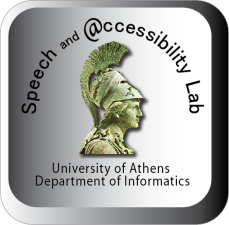 Speech and @ccessibility Lab
University of Athens
Department of Informatics